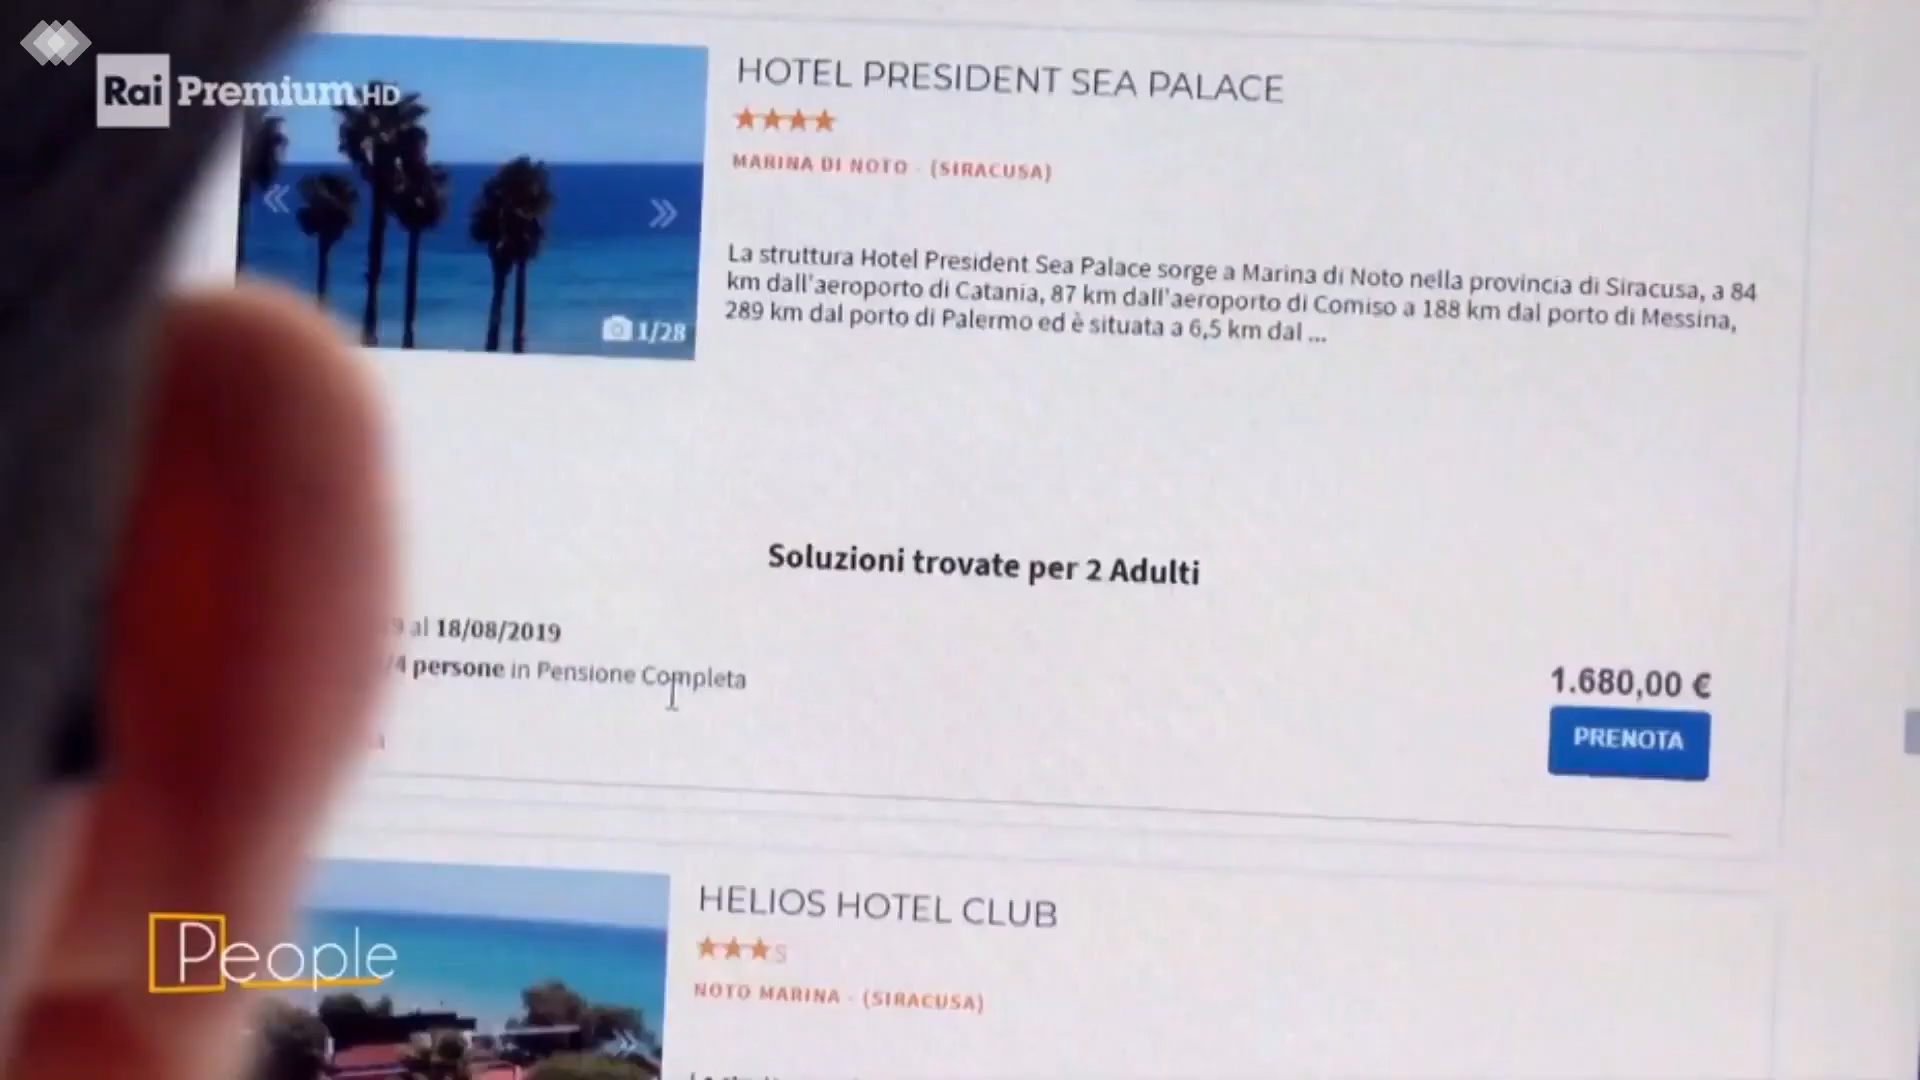 Rai Premium HD
HOTEL PRESIDENT SEA PALACE
MARINA DI NOTO - (SIRACUSA)
La struttura Hotel President Sea Palace sorge a Marina di Noto nella provincia di Siracusa, a 84
km dall'aeroporto di Catania, 87 km dall'aeroporto di Comiso a 188 km dal porto di Messina,
289 km dal porto di Palermo ed è situata a 6,5 km dal ...
1/28
Soluzioni trovate per 2 Adulti
9 al 18/08/2019
/4 persone in Pensione Completa
1.680,00 €
PRENOTA
HELIOS HOTEL CLUB
S
NOTO MARINA - (SIRACUSA)
People